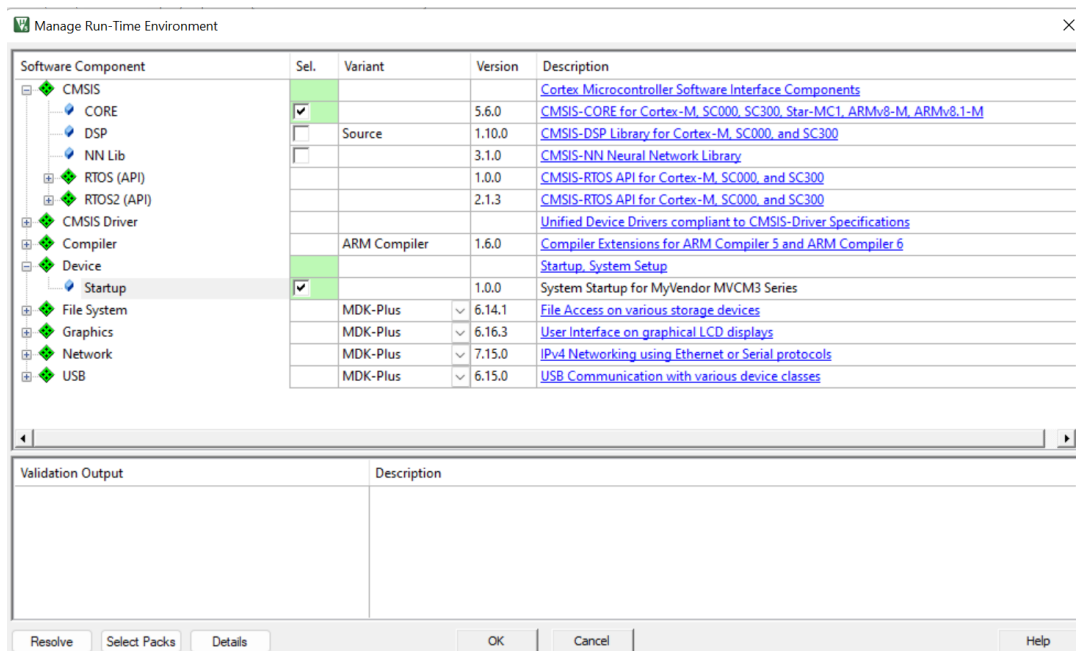 Manage Run-Time Environment
Software Component Sel. Variant Version Description
CMSIS Cortex Microcontroller Software Interface Components
CORE 5.6.0 CMSIS-CORE for Cortex-M, SC000, SC300, Star-MC1, ARMv8-M, ARMv8.1-M
DSP Source 1.10.0 CMSIS-DSP Library for Cortex-M, SC000, and SC300
NN Lib 3.1.0 CMSIS-NN Neural Network Library
RTOS (API) 1.0.0 CMSIS-RTOS API for Cortex-M, SC000, and SC300
RTOS2 (API) 2.1.3 CMSIS-RTOS API for Cortex-M, SC000, and SC300
CMSIS Driver Unified Device Drivers compliant to CMSIS-Driver Specifications
Compiler ARM Compiler 1.6.0 Compiler Extensions for ARM Compiler 5 and ARM Compiler 6
Device Startup, System Setup
Startup 1.0.0 System Startup for MyVendor MVCM3 Series
File System MDK-Plus 6.14.1 File Access on various storage devices
Graphics MDK-Plus 6.16.3 User Interface on graphical LCD displays
Network MDK-Plus 7.15.0 IPv4 Networking using Ethernet or Serial protocols
USB MDK-Plus 6.15.0 USB Communication with various device classes
Validation Output Description
Resolve Select Packs Details OK Cancel Help